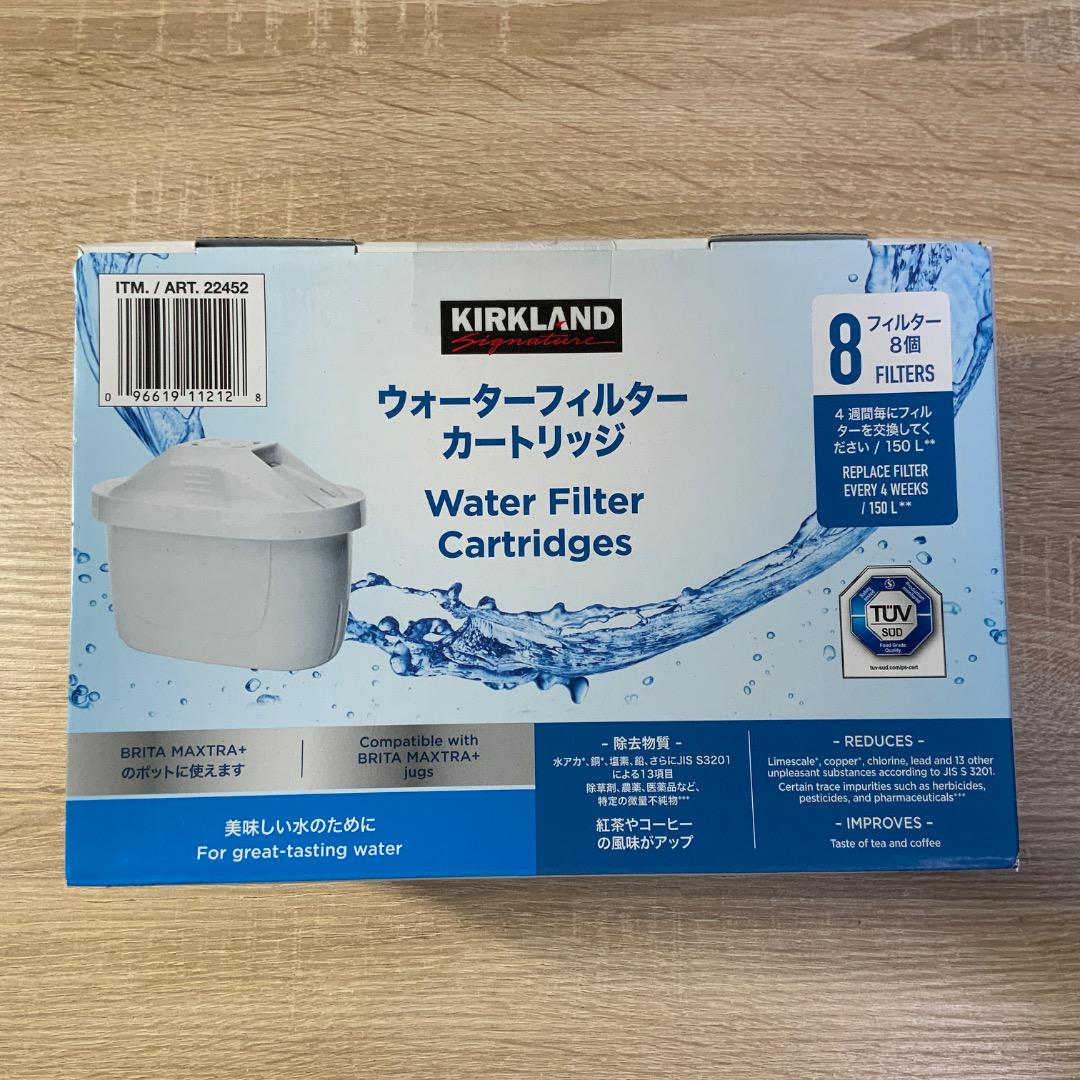 ITM. / ART. 22452
0 96619 11212 8
KIRKLAND
Signature
ウォーターフィルター
カートリッジ
Water Filter
Cartridges
8
フィルター
8個
FILTERS
4 週間毎にフィル
ターを交換してく
ださい / 150 L**
REPLACE FILTER
EVERY 4 WEEKS
/ 150 L**
TÜV
SÜD
Food Grade
Quality
tuv-sud.com/ps-cert
BRITA MAXTRA+
のポットに使えます
Compatible with
BRITA MAXTRA+
jugs
美味しい水のために
For great-tasting water
- 除去物質 -
水アカ*、銅*、塩素、鉛、さらにJIS S3201
による13項目
除草剤、農薬、医薬品など、
特定の微量不純物***
紅茶やコーヒー
の風味がアップ
- REDUCES -
Limescale*, copper*, chlorine, lead and 13 other
unpleasant substances according to JIS S 3201.
Certain trace impurities such as herbicides,
pesticides, and pharmaceuticals***
- IMPROVES -
Taste of tea and coffee